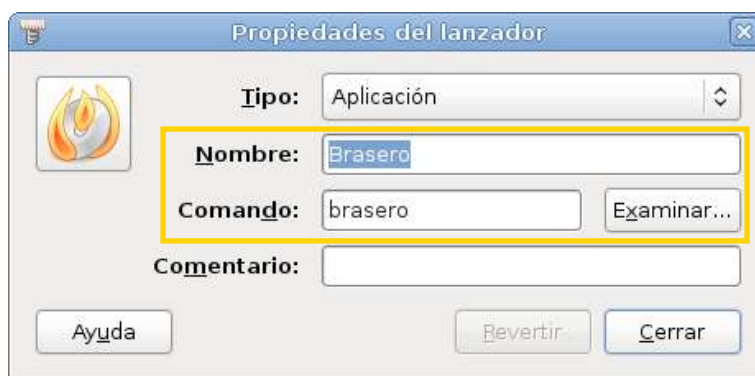 Propiedades del lanzador
Tipo: Aplicación
Nombre: Brasero
Comando: brasero Examinar...
Comentario:
Ayuda Revertir Cerrar